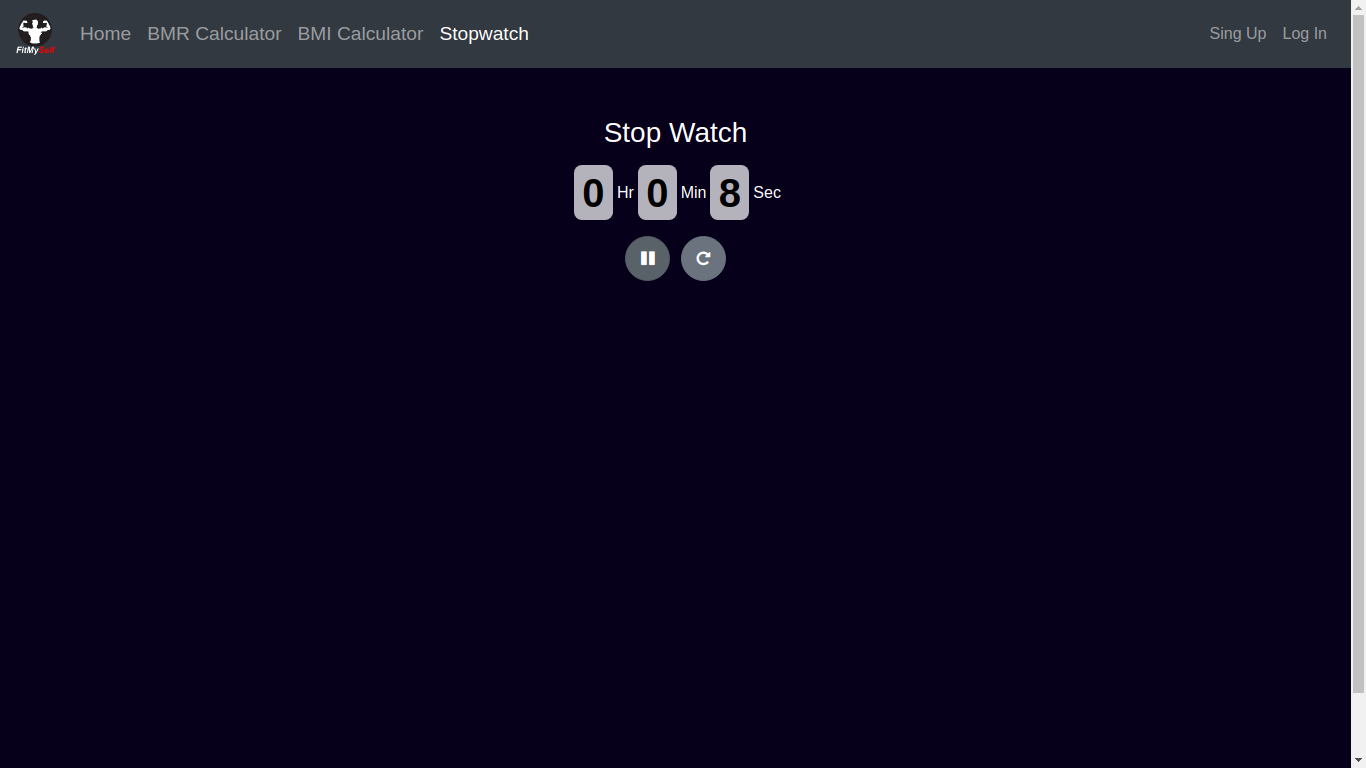 FitMySelf
Home BMR Calculator BMI Calculator Stopwatch Sing Up Log In
Stop Watch
0 Hr 0 Min 8 Sec